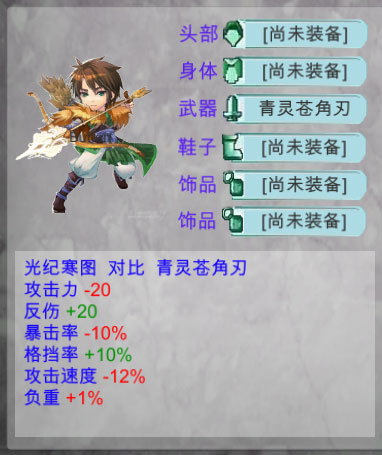 头部 [尚未装备]
身体 [尚未装备]
武器 青灵苍角刃
鞋子 [尚未装备]
饰品 [尚未装备]
饰品 [尚未装备]
光纪寒图 对比 青灵苍角刃
攻击力 -20
反伤 +20
暴击率 -10%
格挡率 +10%
攻击速度 -12%
负重 +1%